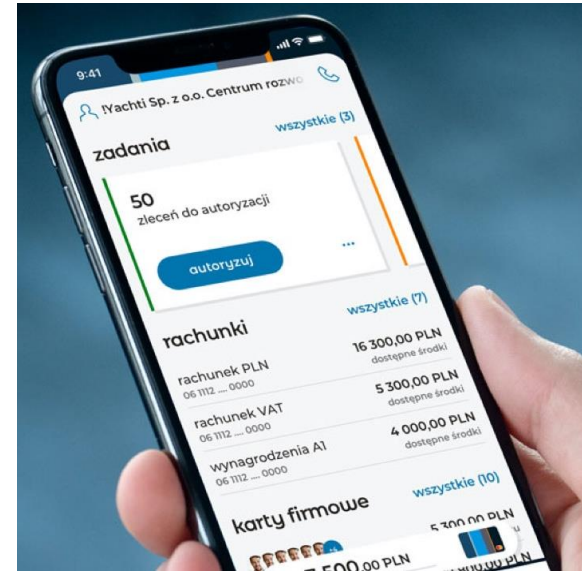 9:41
!Yachti Sp. z o.o. Centrum rozwo
zadania
wszystkie (3)
50
zleceń do autoryzacji
autoryzuj
...
rachunki
wszystkie (7)
rachunek PLN
16 300,00 PLN
06 1112 .... 0000
dostępne środki
rachunek VAT
5 300,00 PLN
06 1112 .... 0000
dostępne środki
wynagrodzenia A1
4 000,00 PLN
06 1112 .... 0000
dostępne środki
karty firmowe
wszystkie (10)
5 300,00 PLN
500,00 PLN